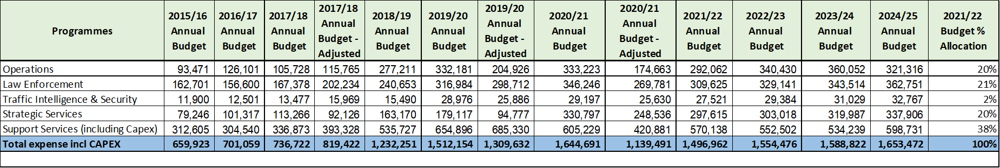 Programmes 2015/16 Annual Budget 2016/17 Annual Budget 2017/18 Annual Budget 2017/18 Annual Budget - Adjusted 2018/19 Annual Budget 2019/20 Annual Budget 2019/20 Annual Budget - Adjusted 2020/21 Annual Budget 2020/21 Annual Budget - Adjusted 2021/22 Annual Budget 2022/23 Annual Budget 2023/24 Annual Budget 2024/25 Annual Budget 2021/22 Budget % Allocation
Operations 93,471 126,101 105,728 115,765 277,211 332,181 204,926 333,223 174,663 292,062 340,430 360,052 321,316 20%
Law Enforcement 162,701 156,600 167,378 202,234 240,653 316,984 298,712 346,246 269,781 309,625 329,141 343,514 362,751 21%
Traffic Intelligence & Security 11,900 12,501 13,477 15,969 15,490 28,976 25,886 29,197 25,630 27,521 29,384 31,029 32,767 2%
Strategic Services 79,246 101,317 113,266 92,126 163,170 179,117 94,777 330,797 248,536 297,615 303,018 319,987 337,906 20%
Support Services (including Capex) 312,605 304,540 336,873 393,328 535,727 654,896 685,330 605,229 420,881 570,138 552,502 534,239 598,731 38%
Total expense incl CAPEX 659,923 701,059 736,722 819,422 1,232,251 1,512,154 1,309,632 1,644,691 1,139,491 1,496,962 1,554,476 1,588,822 1,653,472 100%